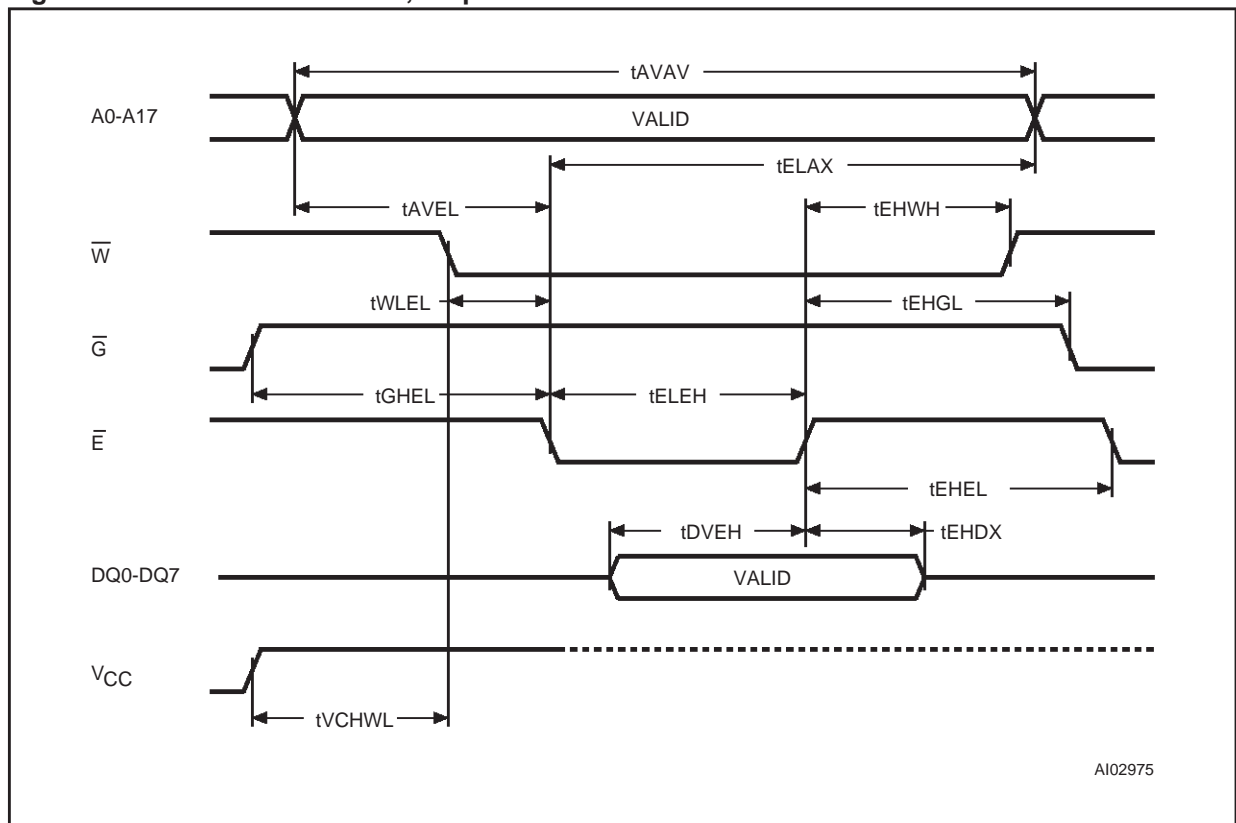 tAVAV
A0-A17
VALID
tELAX
tAVEL
tEHWH
W
tWLEL
tEHGL
G
tGHEL
tELEH
E
tEHEL
tDVEH
tEHDX
DQ0-DQ7
VALID
VCC
tVCHWL
AI02975